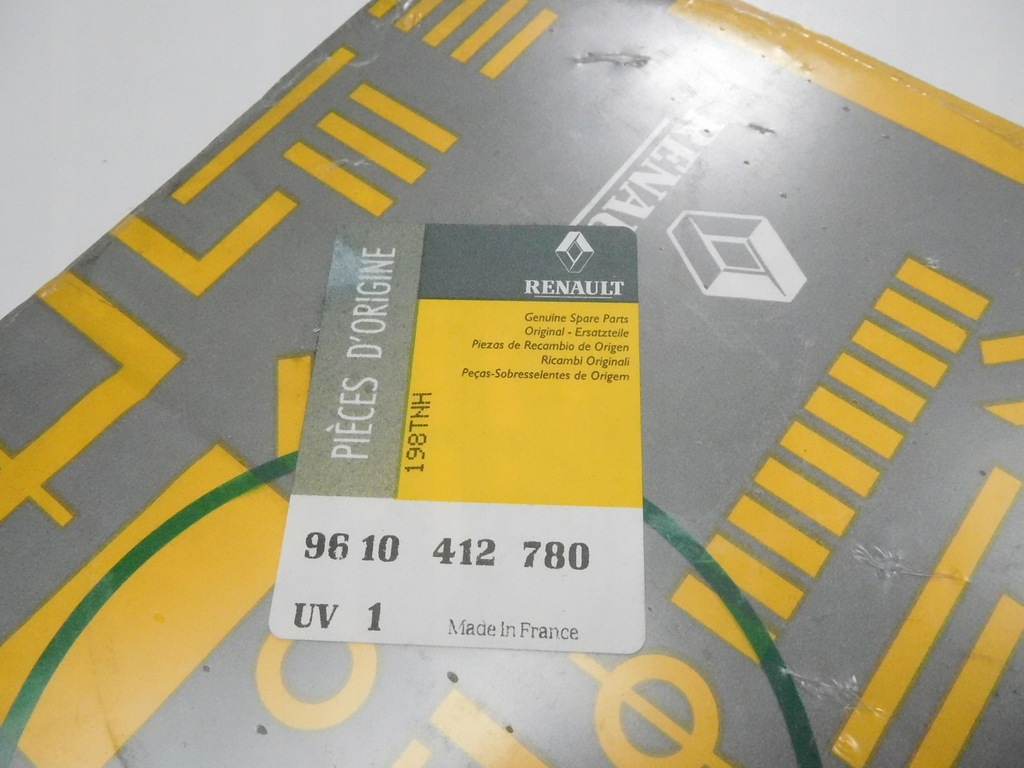 RENAULT
RENAULT
PIÈCES D'ORIGINE
Genuine Spare Parts
Original - Ersatzteile
Piezas de Recambio de Origen
Ricambi Originali
Peças-Sobresselentes de Origem
198TNH
96 10 412 780
UV 1
Made in France